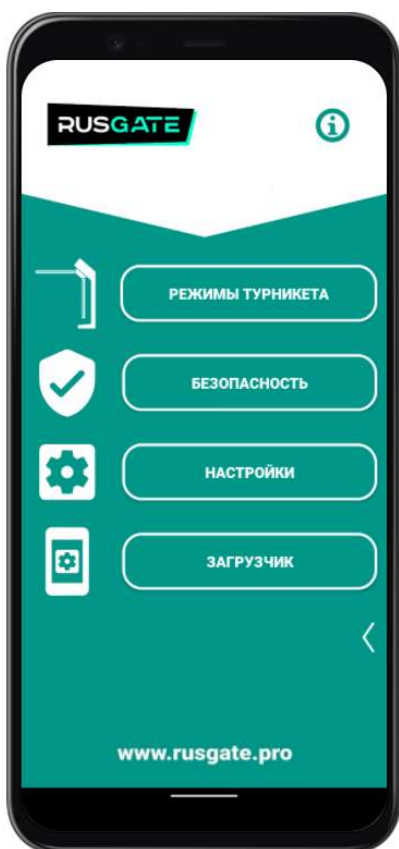 RUSGATE
РЕЖИМЫ ТУРНИКЕТА
БЕЗОПАСНОСТЬ
НАСТРОЙКИ
ЗАГРУЗЧИК
www.rusgate.pro